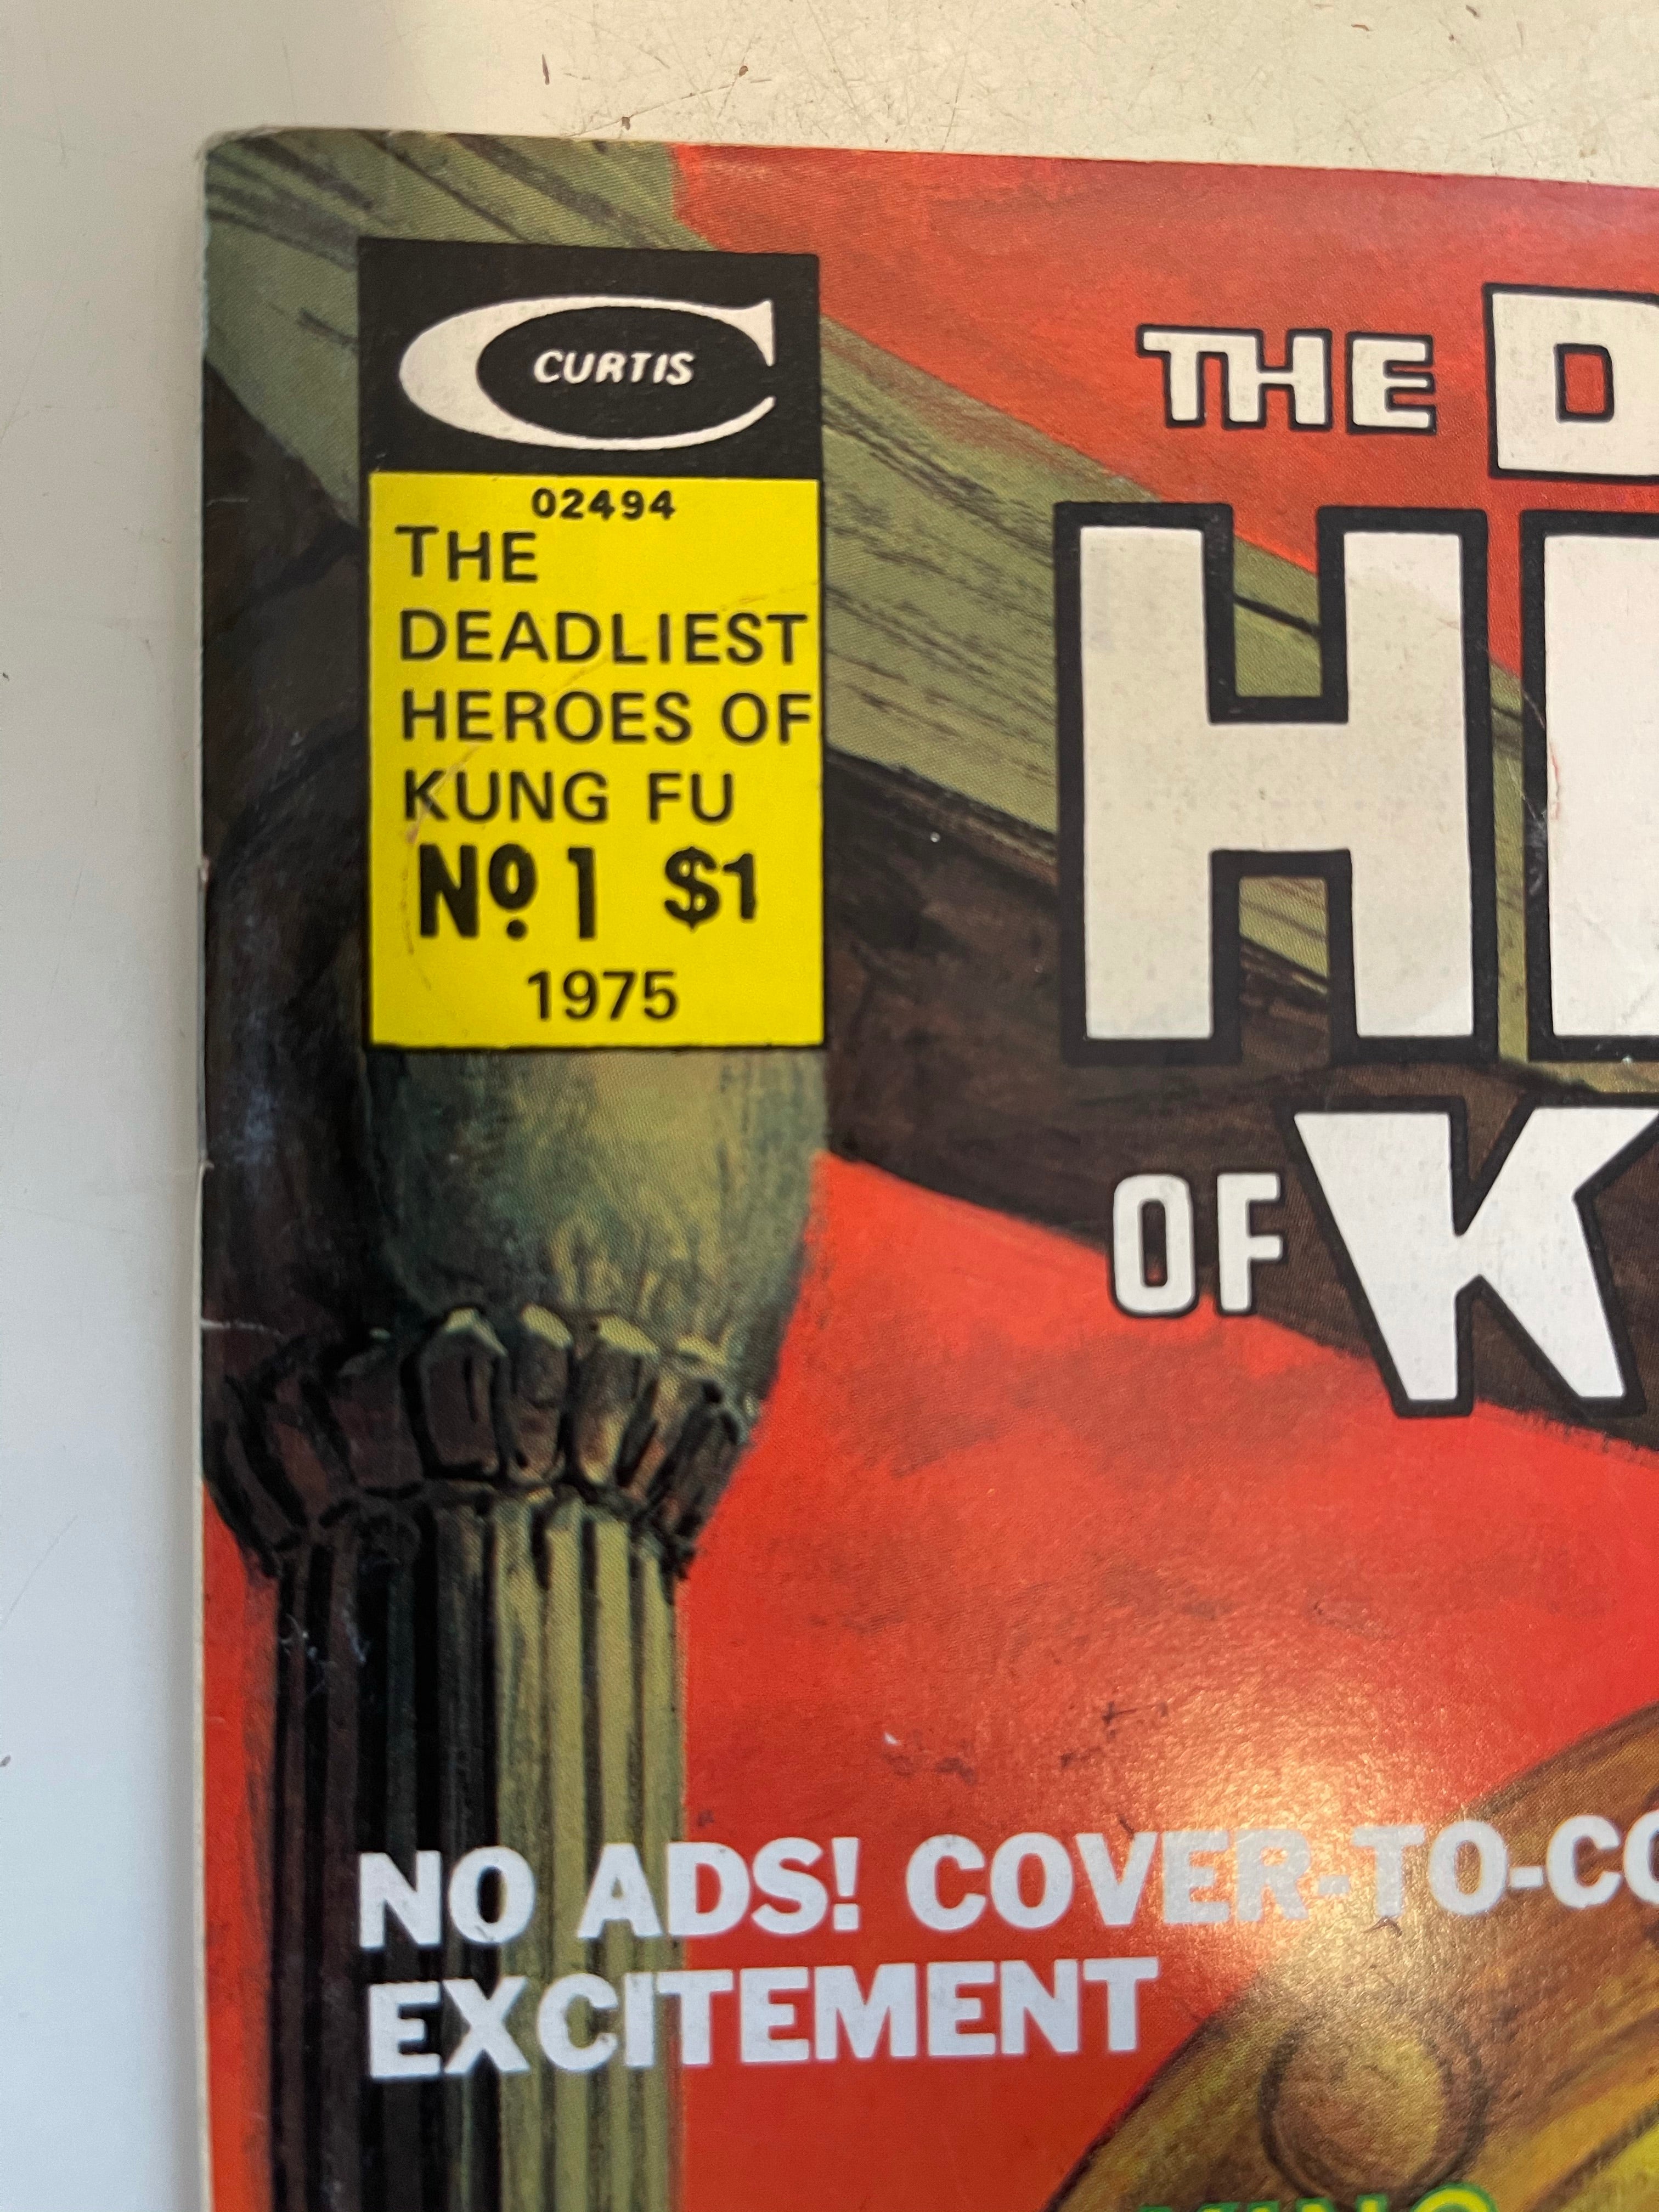 CURTIS
02494
THE
DEADLIEST
HEROES OF
KUNG FU
No. 1 $1
1975
THE D
H
OF K
NO ADS! COVER-TO-CO
EXCITEMENT